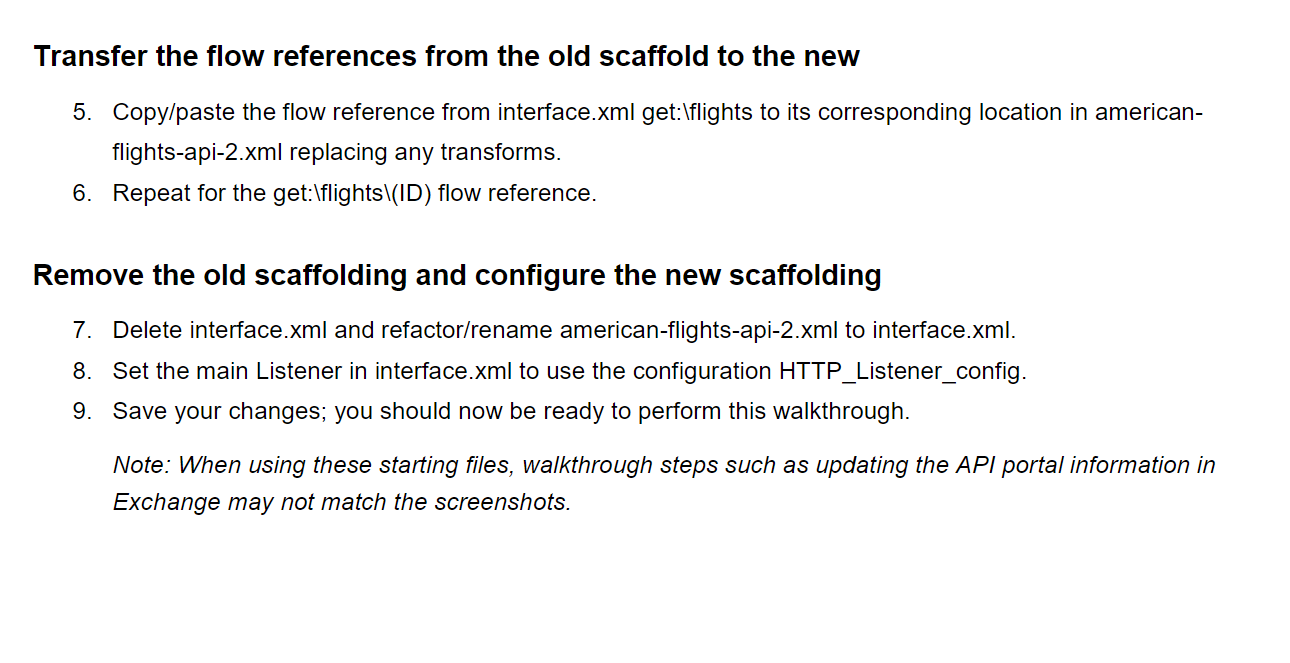 Transfer the flow references from the old scaffold to the new
5. Copy/paste the flow reference from interface.xml get:\flights to its corresponding location in american-
flights-api-2.xml replacing any transforms.
6. Repeat for the get:\flights\(ID) flow reference.
Remove the old scaffolding and configure the new scaffolding
7. Delete interface.xml and refactor/rename american-flights-api-2.xml to interface.xml.
8. Set the main Listener in interface.xml to use the configuration HTTP_Listener_config.
9. Save your changes; you should now be ready to perform this walkthrough.
Note: When using these starting files, walkthrough steps such as updating the API portal information in
Exchange may not match the screenshots.